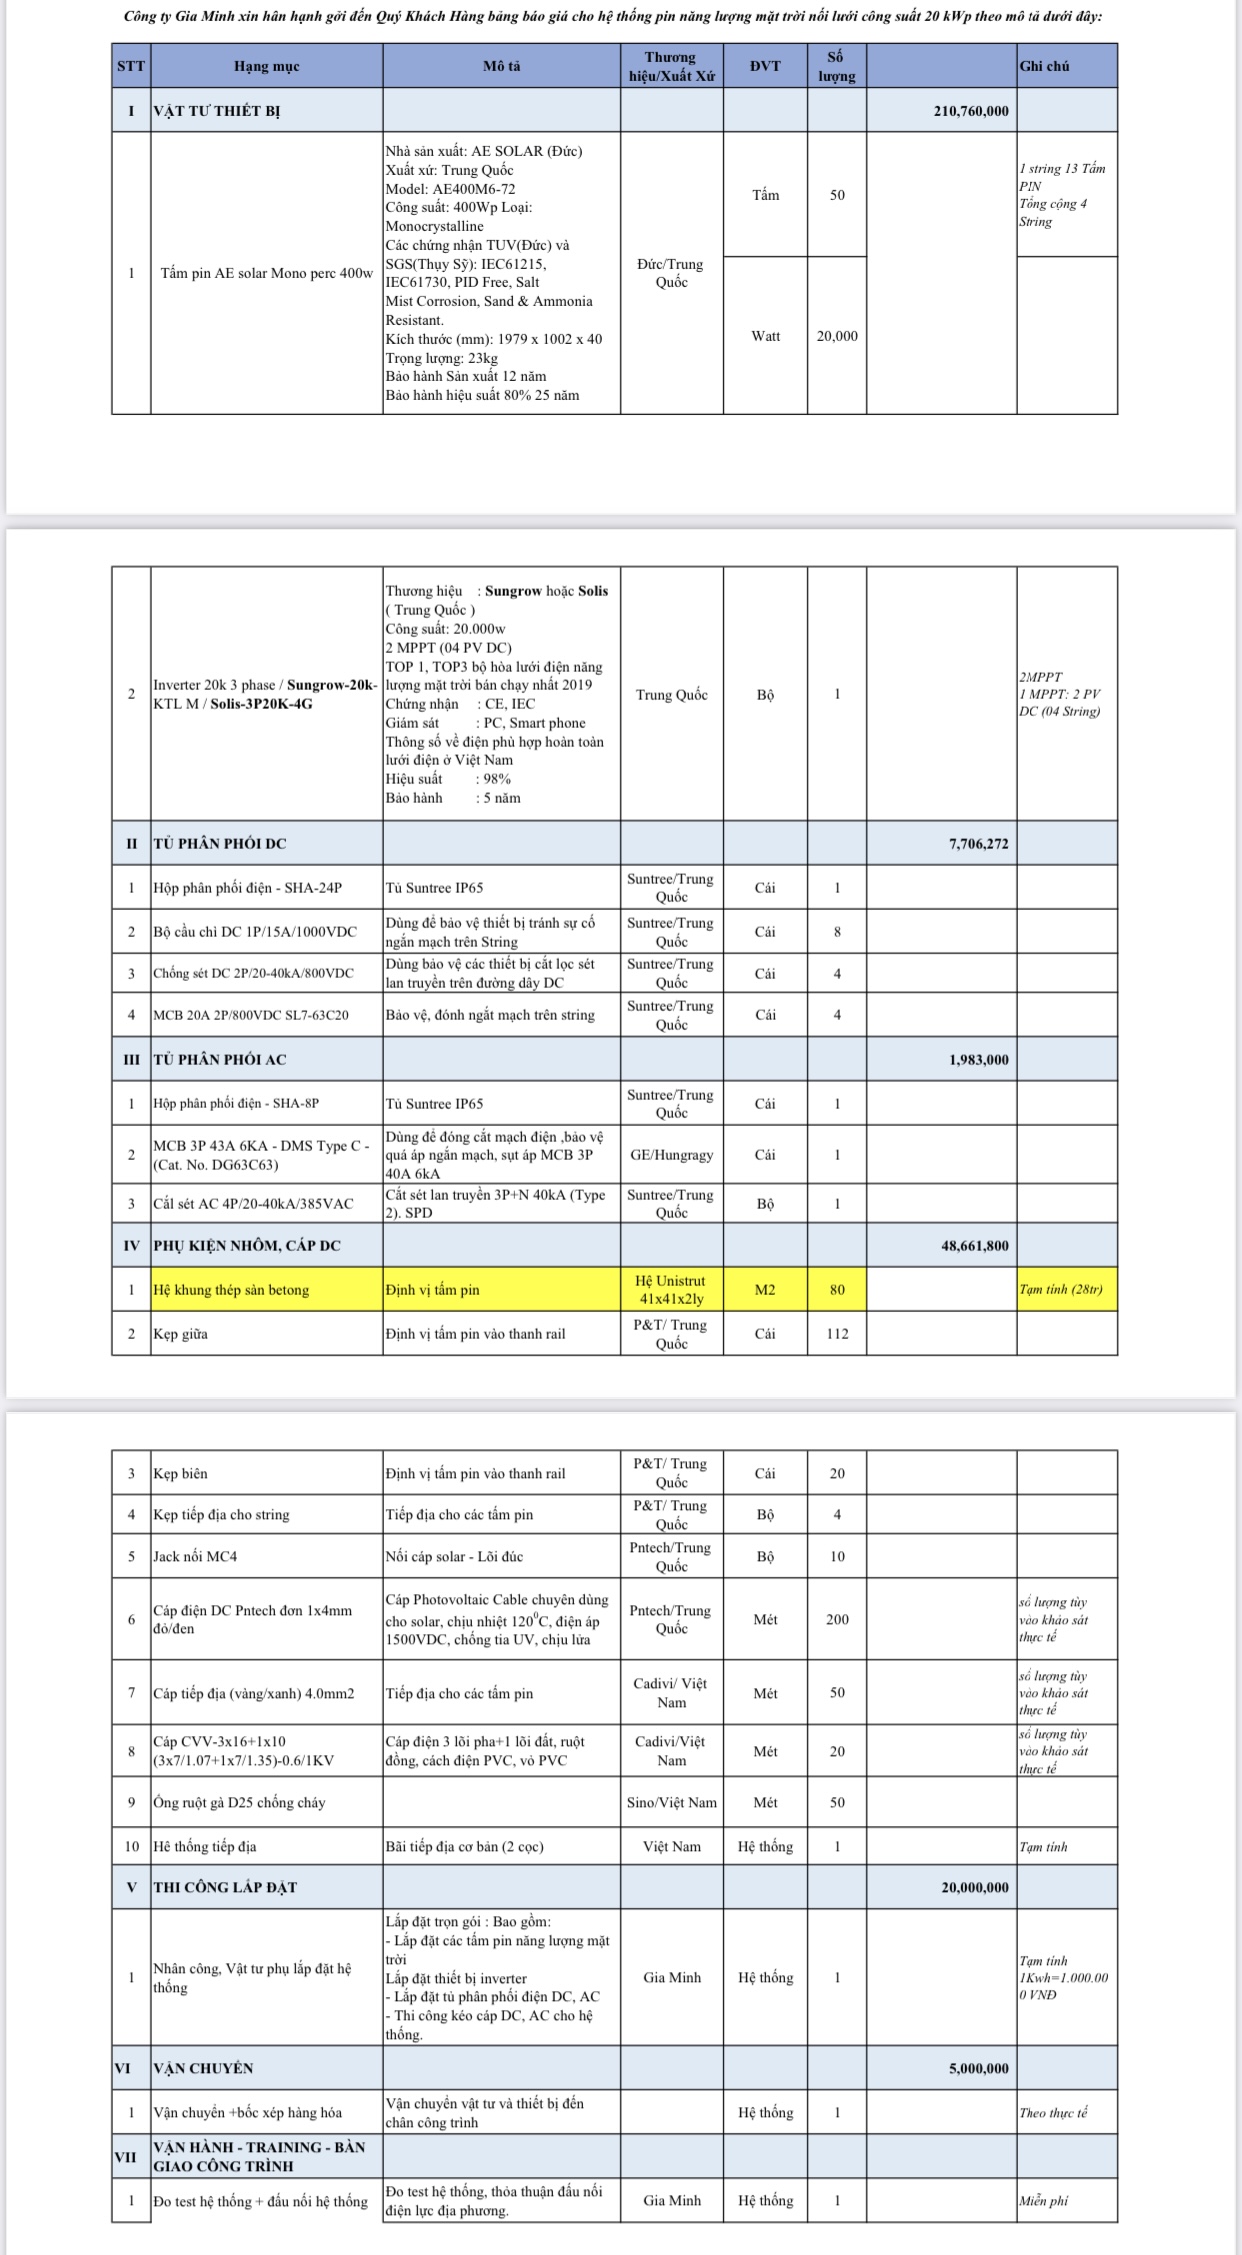 Công ty Gia Minh xin hân hạnh gởi đến Quý Khách Hàng bảng báo giá cho hệ thống pin năng lượng mặt trời nối lưới công suất 20 kWp theo mô tả dưới đây:
STT Hạng mục Mô tả Thương hiệu/Xuất Xứ ĐVT Số lượng Ghi chú
I VẬT TƯ THIẾT BỊ 210,760,000
1 Tấm pin AE solar Mono perc 400w
Nhà sản xuất: AE SOLAR (Đức)
Xuất xứ: Trung Quốc
Model: AE400M6-72
Công suất: 400Wp Loại:
Monocrystalline
Các chứng nhận TUV(Đức) và
SGS(Thụy Sỹ): IEC61215,
IEC61730, PID Free, Salt
Mist Corrosion, Sand & Ammonia
Resistant.
Kích thước (mm): 1979 x 1002 x 40
Trọng lượng: 23kg
Bảo hành Sản xuất 12 năm
Bảo hành hiệu suất 80% 25 năm
Đức/Trung
Quốc
Tấm 50
1 string 13 Tấm
PIN
Tổng cộng 4
String
Watt 20,000
2
Inverter 20k 3 phase / Sungrow-20k-
KTL M / Solis-3P20K-4G
Thương hiệu : Sungrow hoặc Solis
( Trung Quốc )
Công suất: 20.000w
2 MPPT (04 PV DC)
TOP 1, TOP3 bộ hòa lưới điện năng
lượng mặt trời bán chạy nhất 2019
Chứng nhận : CE, IEC
Giám sát : PC, Smart phone
Thông số về điện phù hợp hoàn toàn
lưới điện ở Việt Nam
Hiệu suất : 98%
Bảo hành : 5 năm
Trung Quốc Bộ 1
2MPPT
1 MPPT: 2 PV
DC (04 String)
II TỦ PHÂN PHỐI DC 7,706,272
1 Hộp phân phối điện - SHA-24P Tủ Suntree IP65
Suntree/Trung
Quốc
Cái 1
2 Bộ cầu chì DC 1P/15A/1000VDC
Dùng để bảo vệ thiết bị tránh sự cố
ngắn mạch trên String
Suntree/Trung
Quốc
Cái 8
3 Chống sét DC 2P/20-40kA/800VDC
Dùng bảo vệ các thiết bị cắt lọc sét
lan truyền trên đường dây DC
Suntree/Trung
Quốc
Cái 4
4 MCB 20A 2P/800VDC SL7-63C20 Bảo vệ, đónh ngắt mạch trên string
Suntree/Trung
Quốc
Cái 4
III TỦ PHÂN PHỐI AC 1,983,000
1 Hộp phân phối điện - SHA-8P Tủ Suntree IP65
Suntree/Trung
Quốc
Cái 1
2
MCB 3P 43A 6KA - DMS Type C -
(Cat. No. DG63C63)
Dùng để đóng cắt mạch điện ,bảo vệ
quá áp ngắn mạch, sụt áp MCB 3P
40A 6kA
GE/Hungragy Cái 1
3 Cắl sét AC 4P/20-40kA/385VAC
Cắt sét lan truyền 3P+N 40kA (Type
2). SPD
Suntree/Trung
Quốc
Bộ 1
IV PHỤ KIỆN NHÔM, CÁP DC 48,661,800
1 Hệ khung thép sàn betong Định vị tấm pin
Hệ Unistrut
41x41x2ly
M2 80 Tạm tính (28tr)
2 Kẹp giữa Định vị tấm pin vào thanh rail
P&T/ Trung
Quốc
Cái 112
3 Kẹp biên Định vị tấm pin vào thanh rail
P&T/ Trung
Quốc
Cái 20
4 Kẹp tiếp địa cho string Tiếp địa cho các tấm pin
P&T/ Trung
Quốc
Bộ 4
5 Jack nối MC4 Nối cáp solar - Lõi đúc
Pntech/Trung
Quốc
Bộ 10
6
Cáp điện DC Pntech đơn 1x4mm
đỏ/đen
Cáp Photovoltaic Cable chuyên dùng
cho solar, chịu nhiệt 120⁰C, điện áp
1500VDC, chống tia UV, chịu lửa
Pntech/Trung
Quốc
Mét 200
số lượng tùy
vào khảo sát
thực tế
7 Cáp tiếp địa (vàng/xanh) 4.0mm2 Tiếp địa cho các tấm pin
Cadivi/ Việt
Nam
Mét 50
số lượng tùy
vào khảo sát
thực tế
8
Cáp CVV-3x16+1x10
(3x7/1.07+1x7/1.35)-0.6/1KV
Cáp điện 3 lõi pha+1 lõi đất, ruột
đồng, cách điện PVC, vỏ PVC
Cadivi/Việt
Nam
Mét 20
số lượng tùy
vào khảo sát
thực tế
9 Ống ruột gà D25 chống cháy Sino/Việt Nam Mét 50
10 Hê thống tiếp địa Bãi tiếp địa cơ bản (2 cọc) Việt Nam Hệ thống 1 Tạm tính
V THI CÔNG LẮP ĐẶT 20,000,000
1
Nhân công, Vật tư phụ lắp đặt hệ
thống
Lắp đặt trọn gói : Bao gồm:
- Lắp đặt các tấm pin năng lượng mặt
trời
Lắp đặt thiết bị inverter
- Lắp đặt tủ phân phối điện DC, AC
- Thi công kéo cáp DC, AC cho hệ
thống.
Gia Minh Hệ thống 1
Tạm tính
1Kwh=1.000.00
0 VNĐ
VI VẬN CHUYỂN 5,000,000
1 Vận chuyển +bốc xếp hàng hóa
Vận chuyển vật tư và thiết bị đến
chân công trình
Hệ thống 1 Theo thực tế
VII
VẬN HÀNH - TRAINING - BÀN
GIAO CÔNG TRÌNH
1 Đo test hệ thống + đấu nối hệ thống
Đo test hệ thống, thỏa thuận đấu nối
điện lực địa phương.
Gia Minh Hệ thống 1 Miễn phí